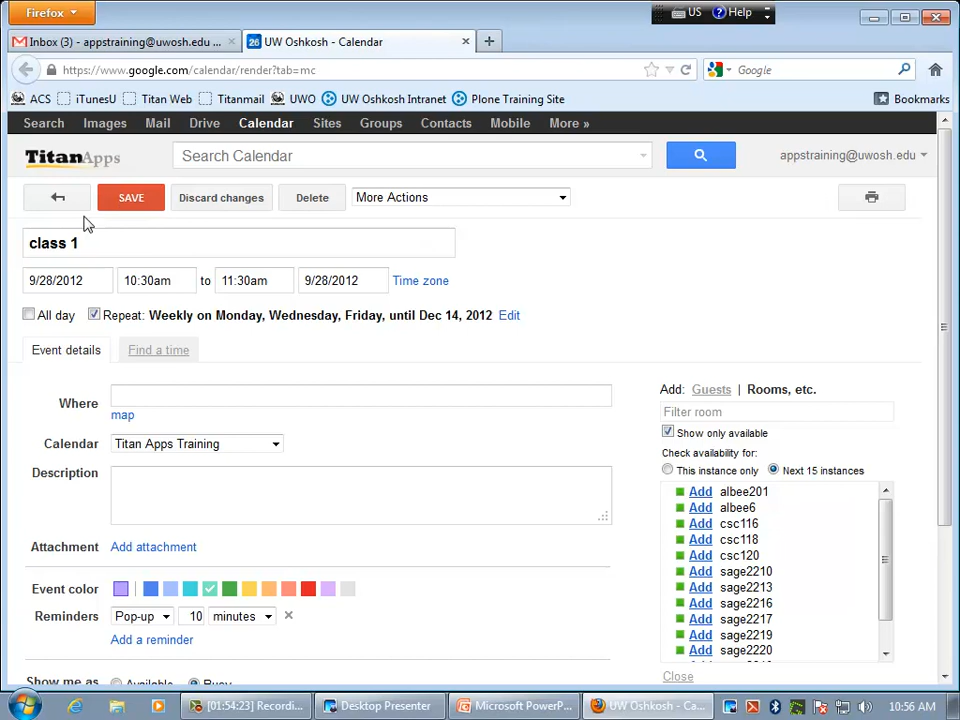 Firefox
US Help
Inbox (3) - appstraining@uwosh.edu ...
26 UW Oshkosh - Calendar
https://www.google.com/calendar/render?tab=mc
Google
ACS iTunesU Titan Web Titanmail UWO UW Oshkosh Intranet Plone Training Site Bookmarks
Search Images Mail Drive Calendar Sites Groups Contacts Mobile More »
TitanApps Search Calendar appstraining@uwosh.edu
SAVE Discard changes Delete More Actions
class 1
9/28/2012 10:30am to 11:30am 9/28/2012 Time zone
All day Repeat: Weekly on Monday, Wednesday, Friday, until Dec 14, 2012 Edit
Event details Find a time
Where
map
Calendar Titan Apps Training
Description
Attachment Add attachment
Event color
Reminders Pop-up 10 minutes
Add a reminder
Show me as Available Busy
Add: Guests | Rooms, etc.
Filter room
Show only available
Check availability for:
This instance only Next 15 instances
Add albee201
Add albee6
Add csc116
Add csc118
Add csc120
Add sage2210
Add sage2213
Add sage2216
Add sage2217
Add sage2219
Add sage2220
Close
[01:54:23] Recordi... Desktop Presenter Microsoft PowerP... UW Oshkosh - Ca... 10:56 AM